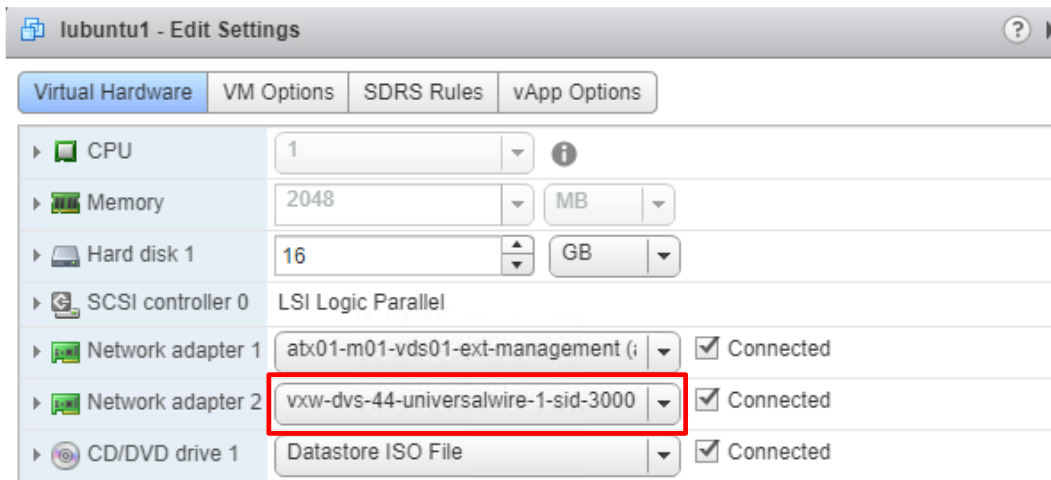 lubuntu1 - Edit Settings ?
Virtual Hardware VM Options SDRS Rules vApp Options
CPU 1
Memory 2048 MB
Hard disk 1 16 GB
SCSI controller 0 LSI Logic Parallel
Network adapter 1 atx01-m01-vds01-ext-management ( Connected
Network adapter 2 vxw-dvs-44-universalwire-1-sid-3000 Connected
CD/DVD drive 1 Datastore ISO File Connected